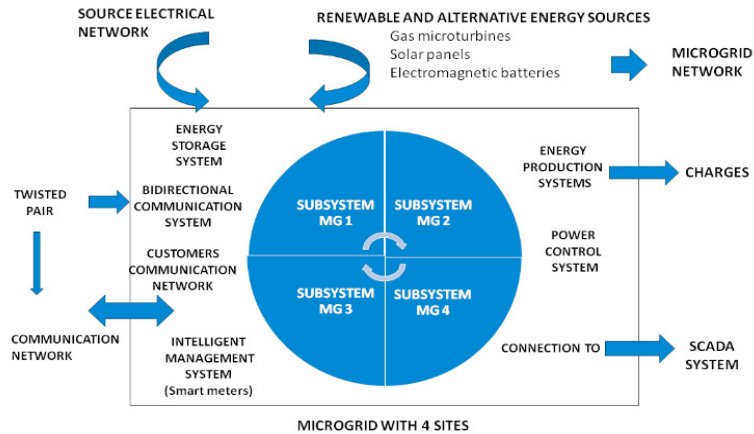 SOURCE ELECTRICAL
NETWORK
RENEWABLE AND ALTERNATIVE ENERGY SOURCES
Gas microturbines
Solar panels
Electromagnetic batteries
MICROGRID
NETWORK
ENERGY
STORAGE
SYSTEM
BIDIRECTIONAL
COMMUNICATION
SYSTEM
CUSTOMERS
COMMUNICATION
NETWORK
INTELLIGENT
MANAGEMENT
SYSTEM
(Smart meters)
TWISTED
PAIR
COMMUNICATION
NETWORK
SUBSYSTEM
MG 1
SUBSYSTEM
MG 2
SUBSYSTEM
MG 3
SUBSYSTEM
MG 4
ENERGY
PRODUCTION
SYSTEMS
CHARGES
POWER
CONTROL
SYSTEM
CONNECTION TO
SCADA
SYSTEM
MICROGRID WITH 4 SITES